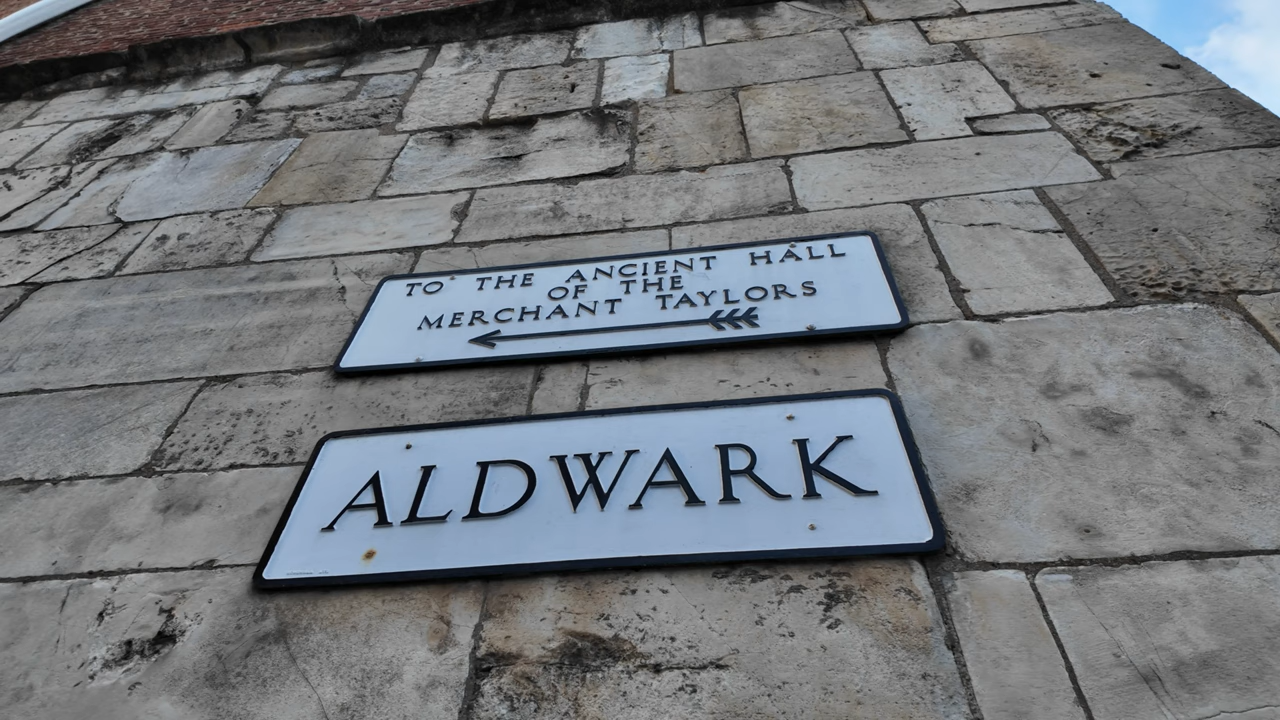 TO THE ANCIENT HALL
OF THE
MERCHANT TAYLORS
ALDWARK